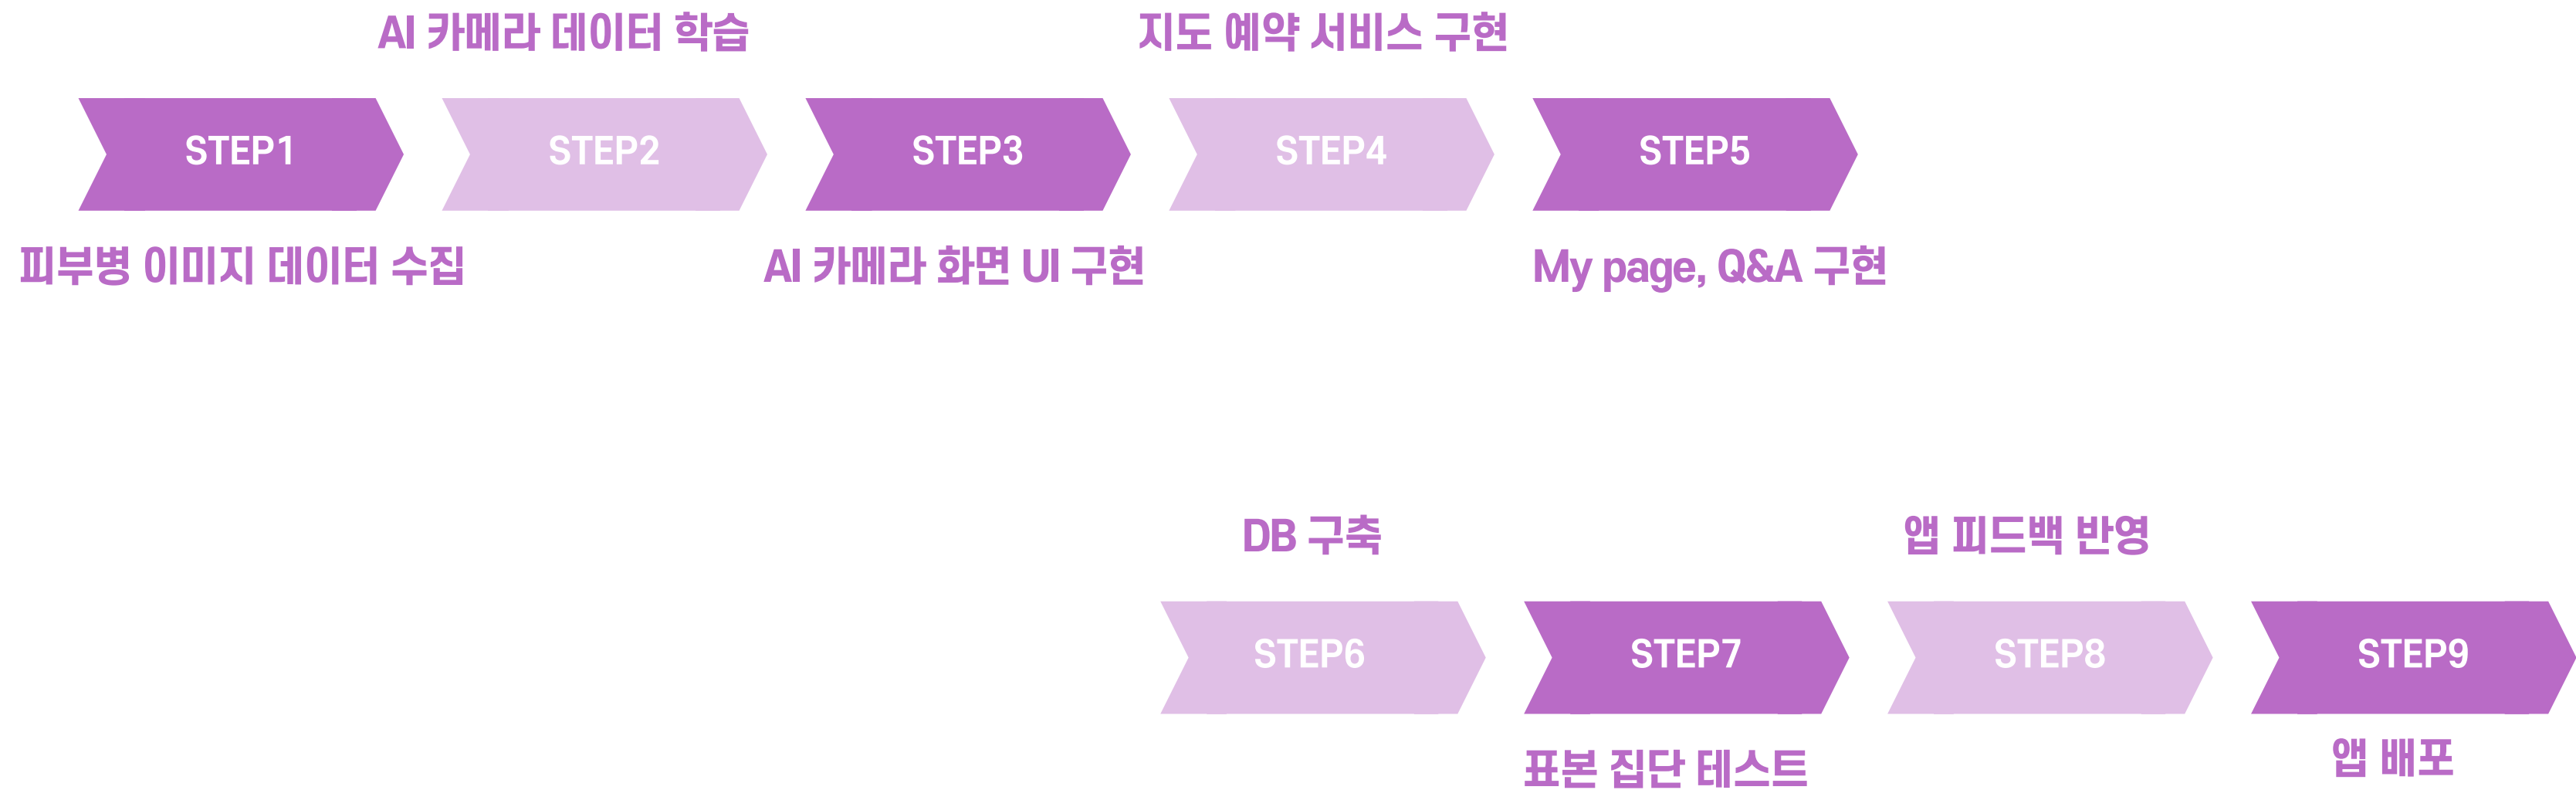 AI 카메라 데이터 학습
지도 예약 서비스 구현
STEP1
STEP2
STEP3
STEP4
STEP5
피부병 이미지 데이터 수집
AI 카메라 화면 UI 구현
My page, Q&A 구현
DB 구축
앱 피드백 반영
STEP6
STEP7
STEP8
STEP9
표본 집단 테스트
앱 배포